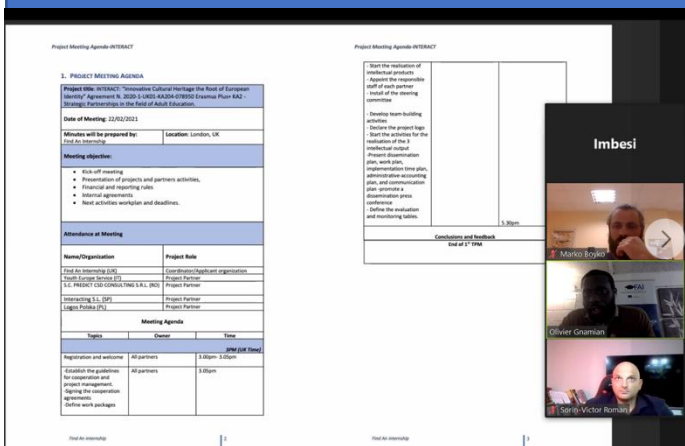 Project Meeting Agenda-INTERACT
1. PROJECT MEETING AGENDA
Project title: INTERACT: "Innovative Cultural Heritage the Root of European
Identity" Agreement N. 2020-1-UK01-KA204-078950 Erasmus Plus+ KA2 -
Strategic Partnerships in the field of Adult Education.
Date of Meeting: 22/02/2021
Minutes will be prepared by:
Find An Internship
Location: London, UK
Meeting objective:
• Kick-off meeting
• Presentation of projects and partners activities,
• Financial and reporting rules
• Internal agreements
• Next activities workplan and deadlines.
Attendance at Meeting
Name/Organization Project Role
Find An Internship (UK) Coordinator/Applicant organization
Youth Europe Service (IT) Project Partner
S.C. PREDICT CSD CONSULTING S.R.L. (RO) Project Partner
Interacting S.L. (SP) Project Partner
Logos Polska (PL) Project Partner
Meeting Agenda
Topics Owner Time
3PM (UK Time)
Registration and welcome All partners 3.00pm- 3.05pm
-Establish the guidelines All partners 3.05pm
for cooperation and
project management.
-Signing the cooperation
agreements
-Define work packages
Find An Internship 2
Project Meeting Agenda-INTERACT
- Start the realisation of
intellectual products
- Appoint the responsible
staff of each partner
- Install of the steering
committee
- Develop team-building
activities
- Declare the project logo
- Start the activities for the
realisation of the 3
intellectual output
-Present dissemination
plan, work plan,
implementation time plan,
administrative accounting
plan, and communication
plan -promote a
dissemination press
conference
- Define the evaluation
and monitoring tables.
5.30pm
Conclusions and feedback
End of 1st TPM
Find An Internship 3
Imbesi
Marko Boyko
FAI
Olivier Gnamian
Sorin-Victor Roman